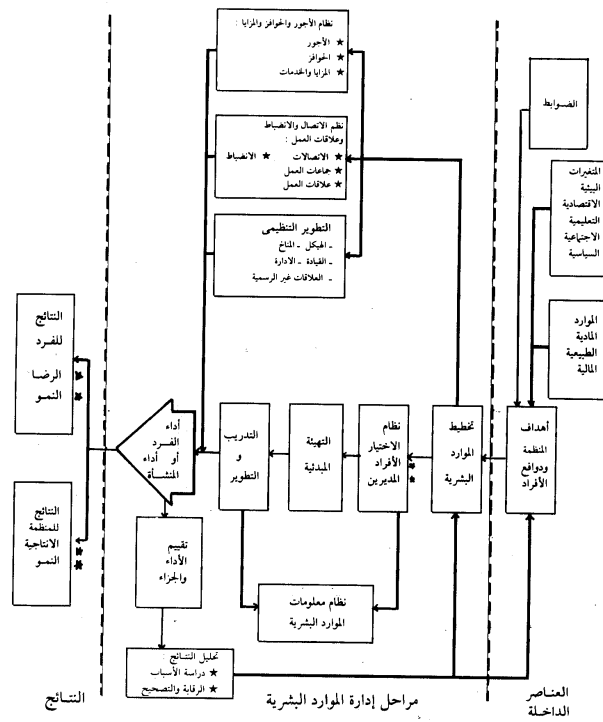 نظام الأجور والحوافز والمزايا :
★ الأجور
★ الحوافز
★ المزايا والخدمات
نظم الاتصال والانضباط
وعلاقات العمل :
★ الاتصالات ★ الانضباط
★ جماعات العمل
★ علاقات العمل
التطوير التنظيمى
ـ الهيكل ـ المناخ
ـ القيادة ـ الادارة
ـ العلاقات غير الرسمية
الضوابط
المتغيرات
البيئية
الاقتصادية
التعليمية
الاجتماعية
السياسية
الموارد
المادية
الطبيعية
المالية
أهداف
المنظمة
ودوافع
الأفراد
تخطيط
الموارد
البشرية
نظام
الاختيار
★ الأفراد
★ المديرين
التهيئة
المبدئية
التدريب
و
التطوير
أداء
الفرد
أو أداء
المنشأة
النتائج
للفرد
★ الرضا
★ النمو
النتائج
للمنظمة
★ الانتاجية
★ النمو
تقييم
الأداء
والجزاء
نظام معلومات
الموارد البشرية
تحليل النتائج :
★ دراسة الأسباب
★ الرقابة والتصحيح
العناصر
الداخلة
مراحل إدارة الموارد البشرية
النتائج